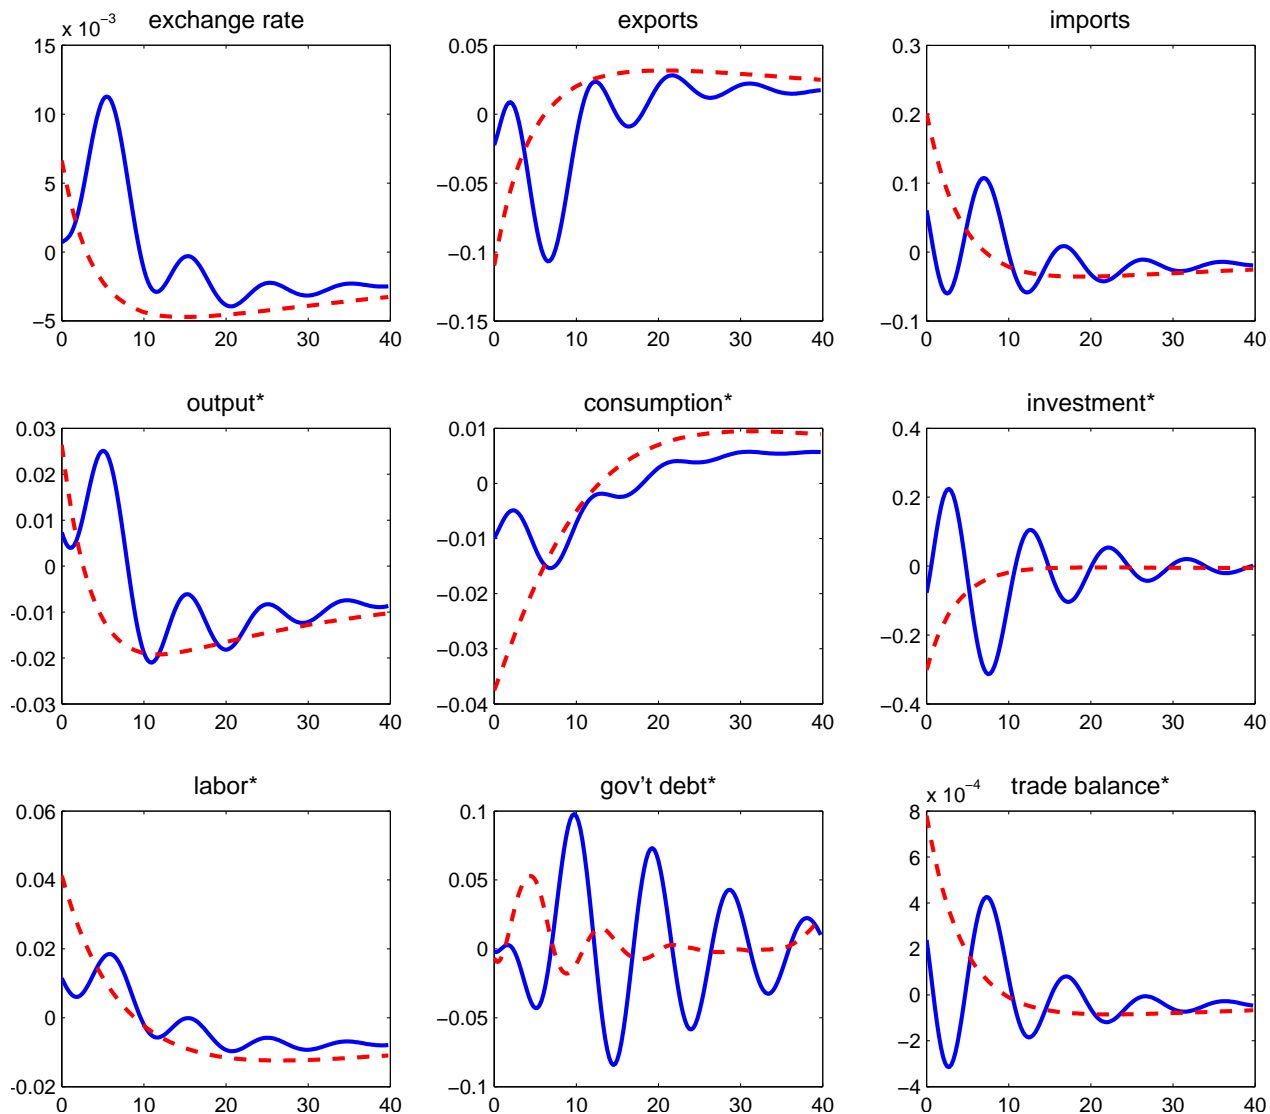 x 10⁻³ exchange rate exports imports
15 0.05 0.3
10 0 0.2
5 −0.05 0.1
0 −0.1 0
−5 −0.15 −0.1
0 10 20 30 40 0 10 20 30 40 0 10 20 30 40
output* consumption* investment*
0.03 0.01 0.4
0.02 0 0.2
0.01 −0.01 0
0 −0.02 −0.2
-0.01 −0.03 −0.4
-0.02 −0.04
-0.03
0 10 20 30 40 0 10 20 30 40 0 10 20 30 40
labor* gov't debt* x 10⁻⁴ trade balance*
0.06 0.1 8
0.04 0.05 6
0.02 0 4
0 −0.05 2
-0.02 −0.1 0
−2
−4
0 10 20 30 40 0 10 20 30 40 0 10 20 30 40